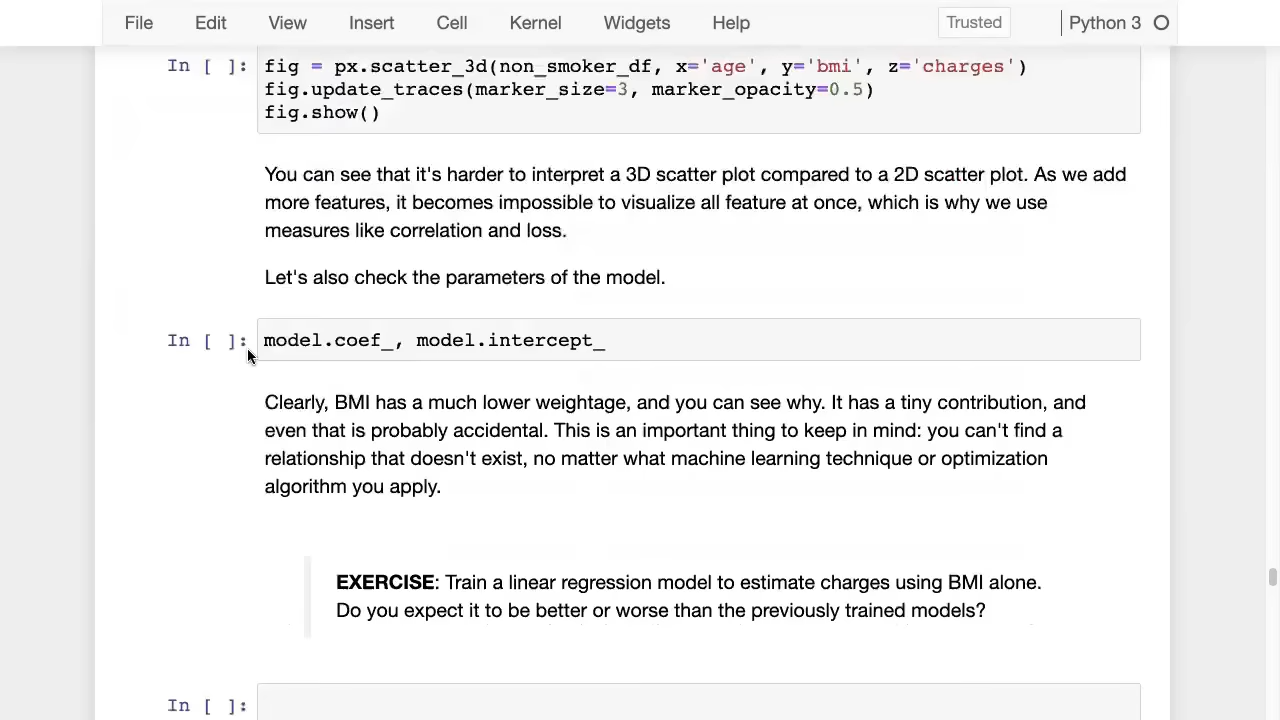 File Edit View Insert Cell Kernel Widgets Help Trusted Python 3
In [ ]: fig = px.scatter_3d(non_smoker_df, x='age', y='bmi', z='charges')
fig.update_traces(marker_size=3, marker_opacity=0.5)
fig.show()
You can see that it's harder to interpret a 3D scatter plot compared to a 2D scatter plot. As we add
more features, it becomes impossible to visualize all feature at once, which is why we use
measures like correlation and loss.
Let's also check the parameters of the model.
In [ ]: model.coef_, model.intercept_
Clearly, BMI has a much lower weightage, and you can see why. It has a tiny contribution, and
even that is probably accidental. This is an important thing to keep in mind: you can't find a
relationship that doesn't exist, no matter what machine learning technique or optimization
algorithm you apply.
EXERCISE: Train a linear regression model to estimate charges using BMI alone.
Do you expect it to be better or worse than the previously trained models?
In [ ]: